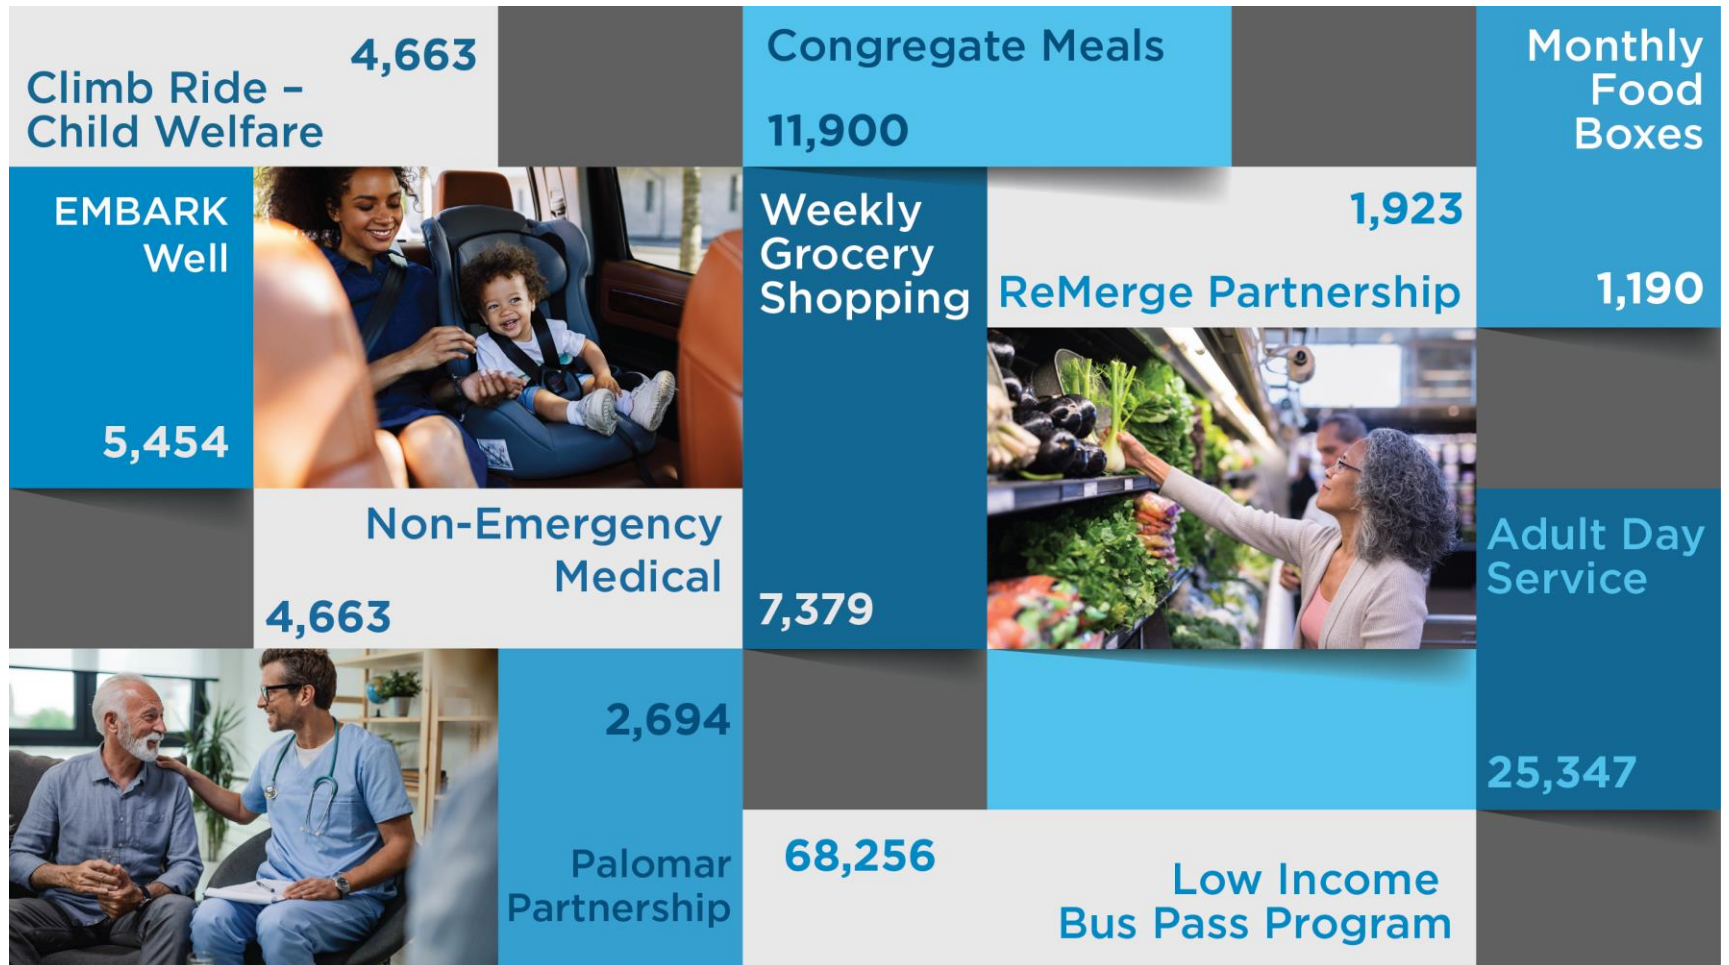 4,663
Climb Ride –
Child Welfare
Congregate Meals
11,900
Monthly
Food
Boxes
1,190
EMBARK
Well
5,454
Weekly
Grocery
Shopping
7,379
1,923
ReMerge Partnership
Non-Emergency
Medical
4,663
Adult Day
Service
25,347
2,694
Palomar
Partnership
68,256
Low Income
Bus Pass Program